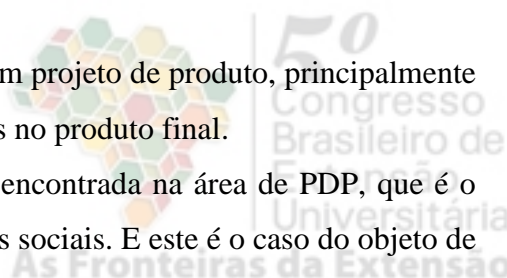 5º
Congresso
Brasileiro de
Extensão
Universitária
As Fronteiras da Extensão
m projeto de produto, principalmente
s no produto final.
encontrada na área de PDP, que é o
s sociais. E este é o caso do objeto de